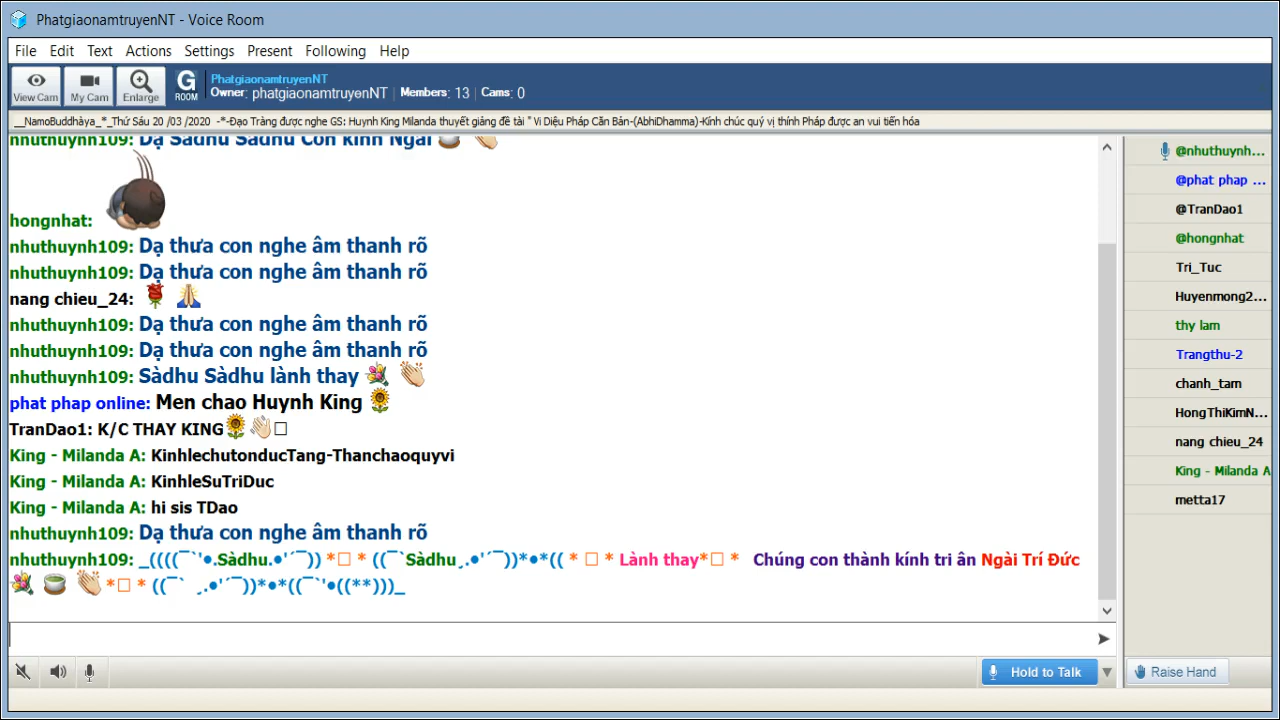 PhatgiaonamtruyenNT - Voice Room
File Edit Text Actions Settings Present Following Help
View Cam My Cam Enlarge G ROOM
PhatgiaonamtruyenNT
Owner: phatgiaonamtruyenNT | Members: 13 | Cams: 0
__NamoBuddhàya_*_Thứ Sáu 20 /03 /2020 -*-Đạo Tràng được nghe GS: Huynh King Milanda thuyết giảng đề tài " Vi Diệu Pháp Căn Bản-(AbhiDhamma)-Kính chúc quý vị thính Pháp được an vui tiến hóa
nhuthuynh109: Dạ Sadhu Sadhu Con kính Ngài
hongnhat:
nhuthuynh109: Dạ thưa con nghe âm thanh rõ
nhuthuynh109: Dạ thưa con nghe âm thanh rõ
nang chieu_24:
nhuthuynh109: Dạ thưa con nghe âm thanh rõ
nhuthuynh109: Dạ thưa con nghe âm thanh rõ
nhuthuynh109: Sàdhu Sàdhu lành thay
phat phap online: Men chao Huynh King
TranDao1: K/C THAY KING
King - Milanda A: KinhlechutonducTang-Thanchaoquyvi
King - Milanda A: KinhleSuTriDuc
King - Milanda A: hi sis TDao
nhuthuynh109: Dạ thưa con nghe âm thanh rõ
nhuthuynh109: _((((¯`'•.Sàdhu.•'´¯)) *□ * ((¯`Sàdhu¸.•'´¯))*•*(( * □ * Lành thay*□ * Chúng con thành kính tri ân Ngài Trí Đức
*□ * ((¯` ¸.•'´¯))*•*((¯`'•((**)))_
@nhuthuynh...
@phat phap ...
@TranDao1
@hongnhat
Tri_Tuc
Huyenmong2...
thy lam
Trangthu-2
chanh_tam
HongThiKimN...
nang chieu_24
King - Milanda A
metta17
Hold to Talk
Raise Hand